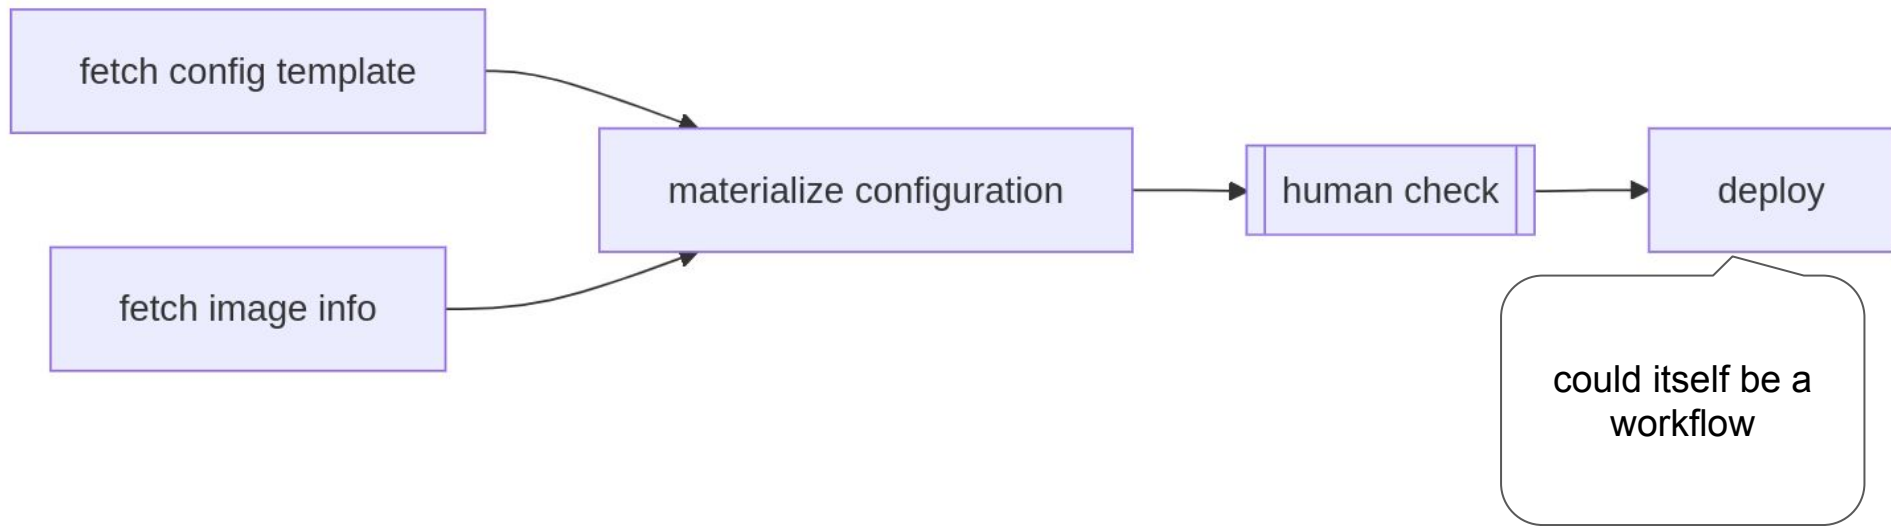 fetch config template
fetch image info
materialize configuration
human check
deploy
could itself be a
workflow